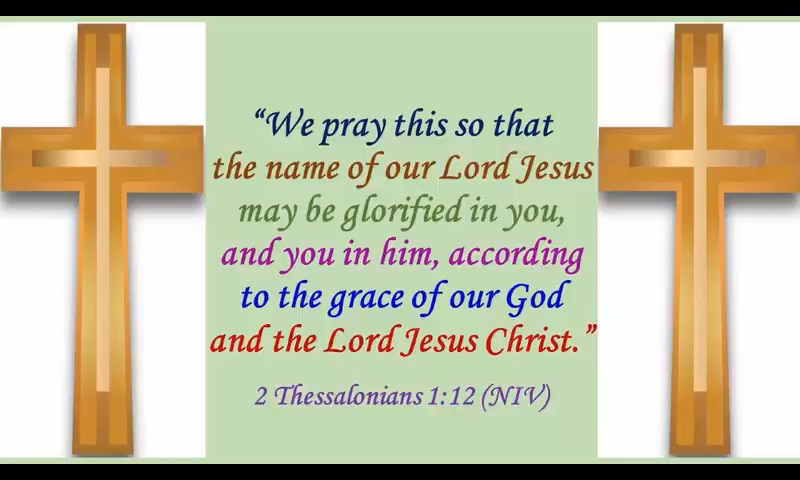 “We pray this so that
the name of our Lord Jesus
may be glorified in you,
and you in him, according
to the grace of our God
and the Lord Jesus Christ.”
2 Thessalonians 1:12 (NIV)